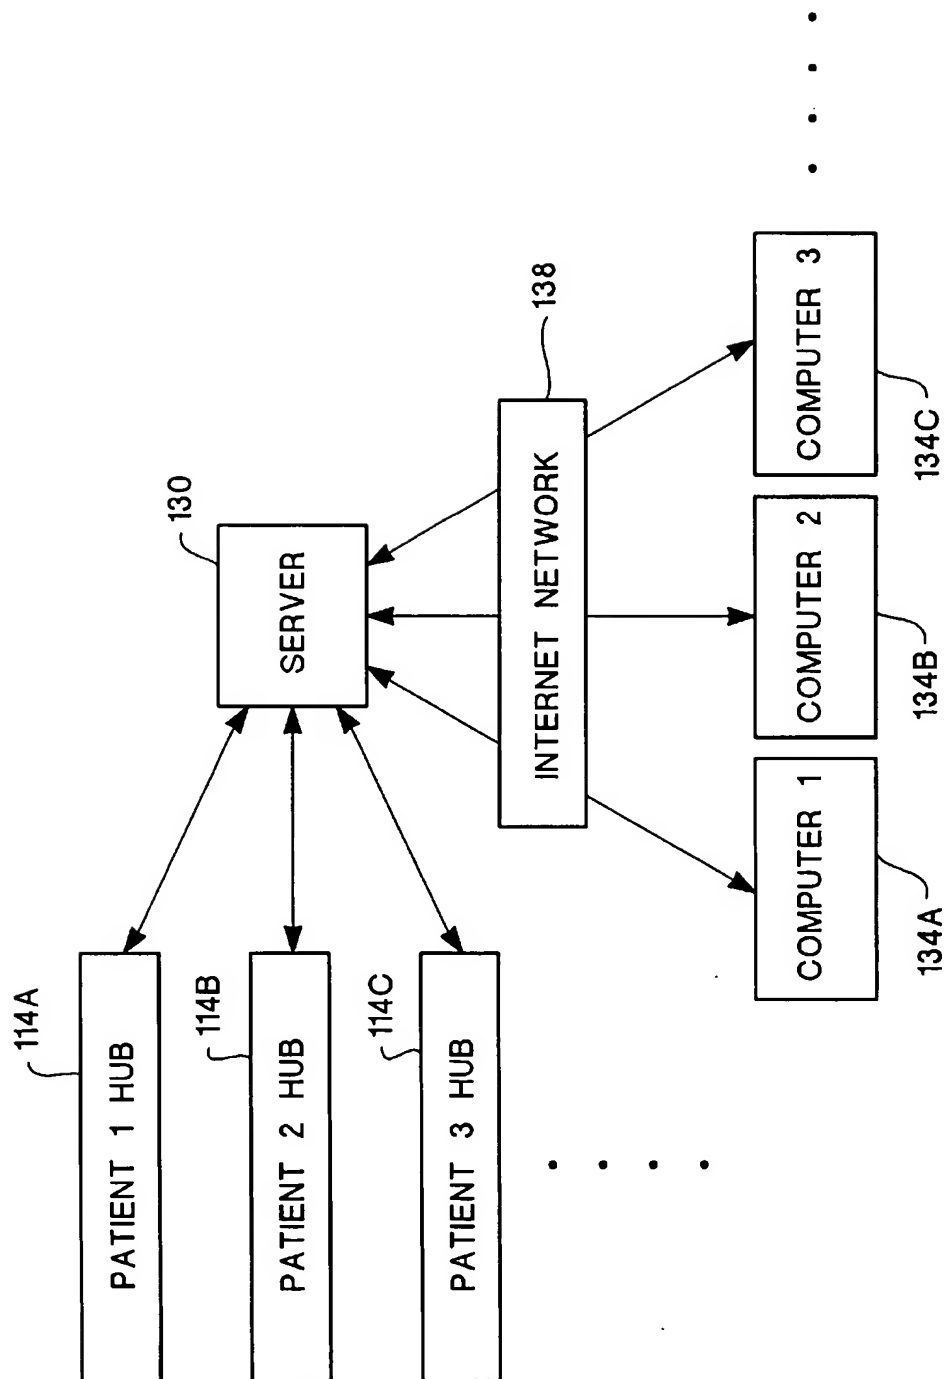 114A
PATIENT 1 HUB
114B
PATIENT 2 HUB
114C
PATIENT 3 HUB
130
SERVER
138
INTERNET NETWORK
COMPUTER 1
134A
COMPUTER 2
134B
COMPUTER 3
134C